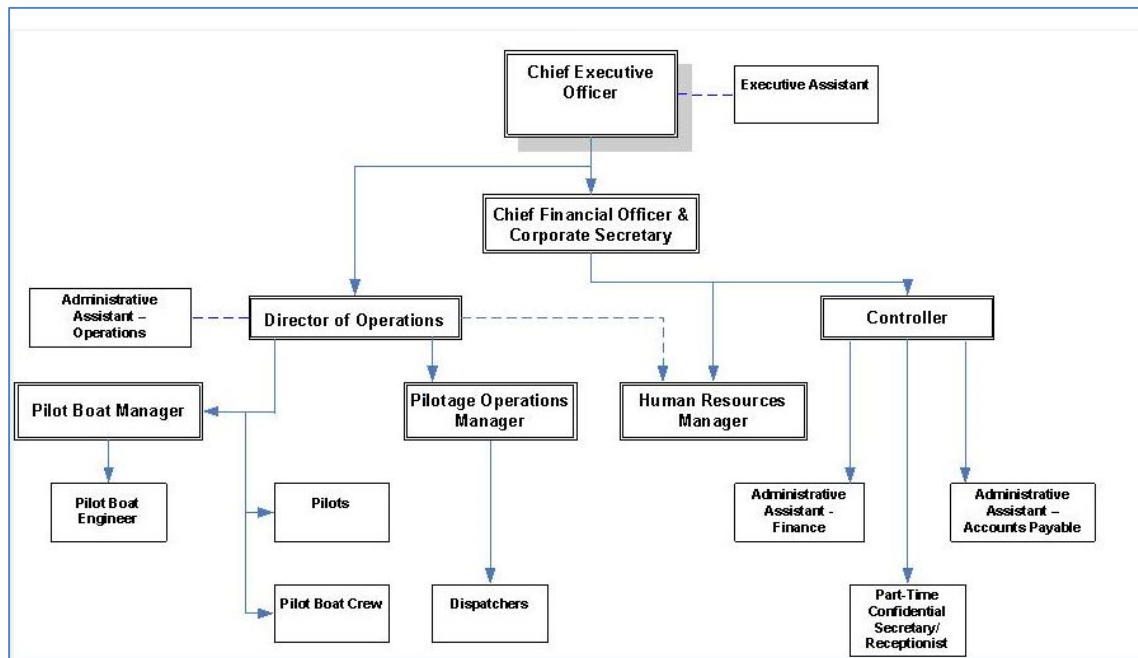 Chief Executive
Officer
Executive Assistant
Chief Financial Officer &
Corporate Secretary
Administrative
Assistant –
Operations
Director of Operations
Controller
Pilot Boat Manager
Pilotage Operations
Manager
Human Resources
Manager
Pilot Boat
Engineer
Pilots
Administrative
Assistant -
Finance
Administrative
Assistant –
Accounts Payable
Pilot Boat Crew
Dispatchers
Part-Time
Confidential
Secretary/
Receptionist